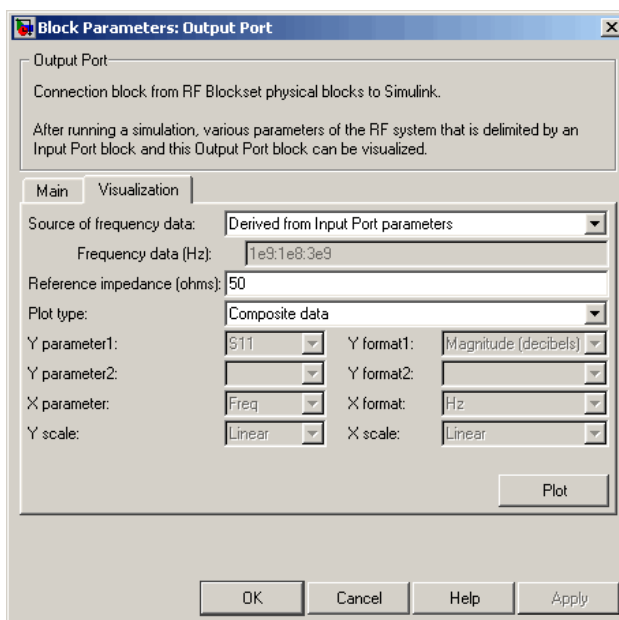 Block Parameters: Output Port
Output Port
Connection block from RF Blockset physical blocks to Simulink.
After running a simulation, various parameters of the RF system that is delimited by an
Input Port block and this Output Port block can be visualized.
Main Visualization
Source of frequency data: Derived from Input Port parameters
Frequency data (Hz): 1e9:1e8:3e9
Reference impedance (ohms): 50
Plot type: Composite data
Y parameter1: S11 Y format1: Magnitude (decibels)
Y parameter2: Y format2:
X parameter: Freq X format: Hz
Y scale: Linear X scale: Linear
Plot
OK Cancel Help Apply